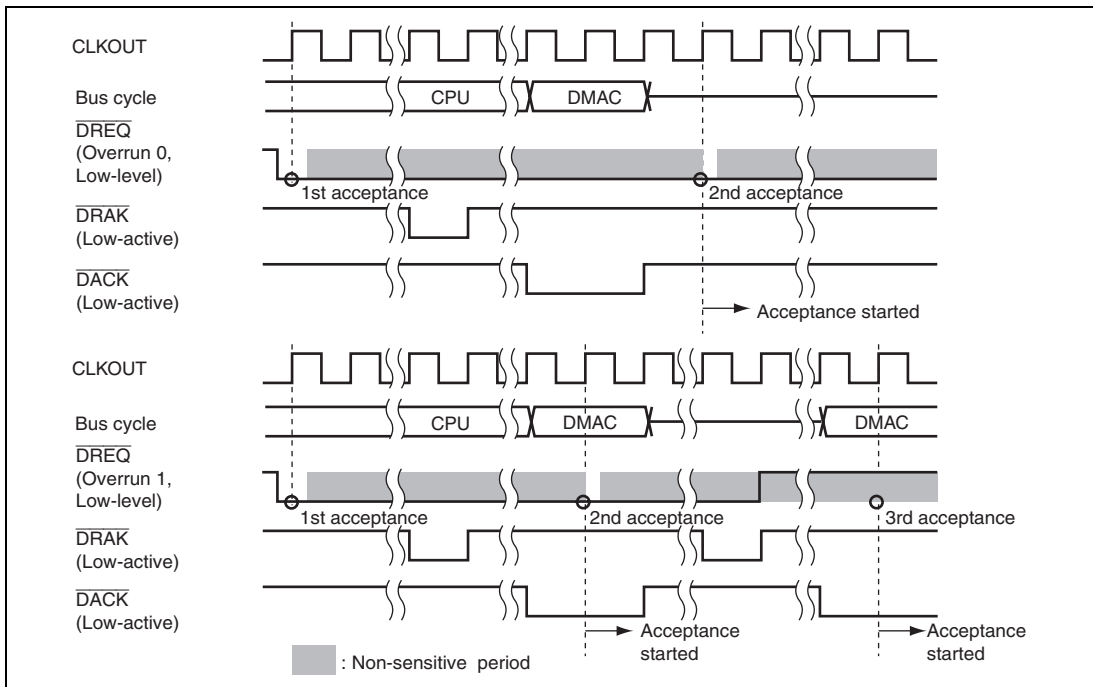 CLKOUT
Bus cycle
CPU
DMAC
DREQ
(Overrun 0,
Low-level)
1st acceptance
2nd acceptance
DRAK
(Low-active)
DACK
(Low-active)
Acceptance started
CLKOUT
Bus cycle
CPU
DMAC
DMAC
DREQ
(Overrun 1,
Low-level)
1st acceptance
2nd acceptance
3rd acceptance
DRAK
(Low-active)
DACK
(Low-active)
Acceptance
started
Acceptance
started
: Non-sensitive period